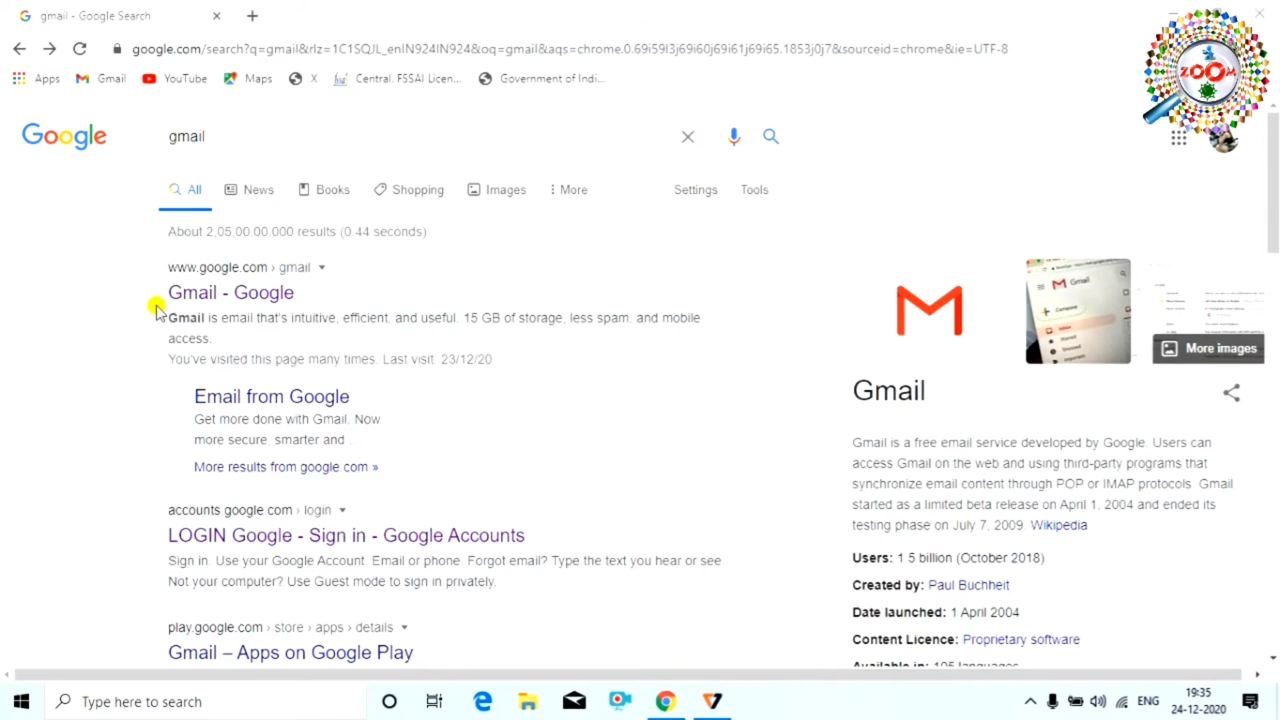 gmail - Google Search
google.com/search?q=gmail&rlz=1C1SQJL_enIN924IN924&oq=gmail&aqs=chrome.0.69i59l3j69i60j69i61j69i65.1853j0j7&sourceid=chrome&ie=UTF-8
Apps Gmail YouTube Maps X Central. FSSAI Licen... Government of Indi...
ZOOM
Google gmail
All News Books Shopping Images More Settings Tools
About 2,05,00,00,000 results (0.44 seconds)
www.google.com › gmail
Gmail - Google
Gmail is email that's intuitive, efficient, and useful. 15 GB of storage, less spam, and mobile
access.
You've visited this page many times. Last visit: 23/12/20
Email from Google
Get more done with Gmail. Now
more secure, smarter and ...
More results from google.com »
accounts.google.com › login
LOGIN Google - Sign in - Google Accounts
Sign in. Use your Google Account. Email or phone. Forgot email? Type the text you hear or see.
Not your computer? Use Guest mode to sign in privately.
play.google.com › store › apps › details
Gmail – Apps on Google Play
Gmail
Compose
Inbox
Starred
Snoozed
Important
More images
Gmail
Gmail is a free email service developed by Google. Users can
access Gmail on the web and using third-party programs that
synchronize email content through POP or IMAP protocols. Gmail
started as a limited beta release on April 1, 2004 and ended its
testing phase on July 7, 2009. Wikipedia
Users: 1.5 billion (October 2018)
Created by: Paul Buchheit
Date launched: 1 April 2004
Content Licence: Proprietary software
Available in: 105 languages
Type here to search
ENG
19:35
24-12-2020